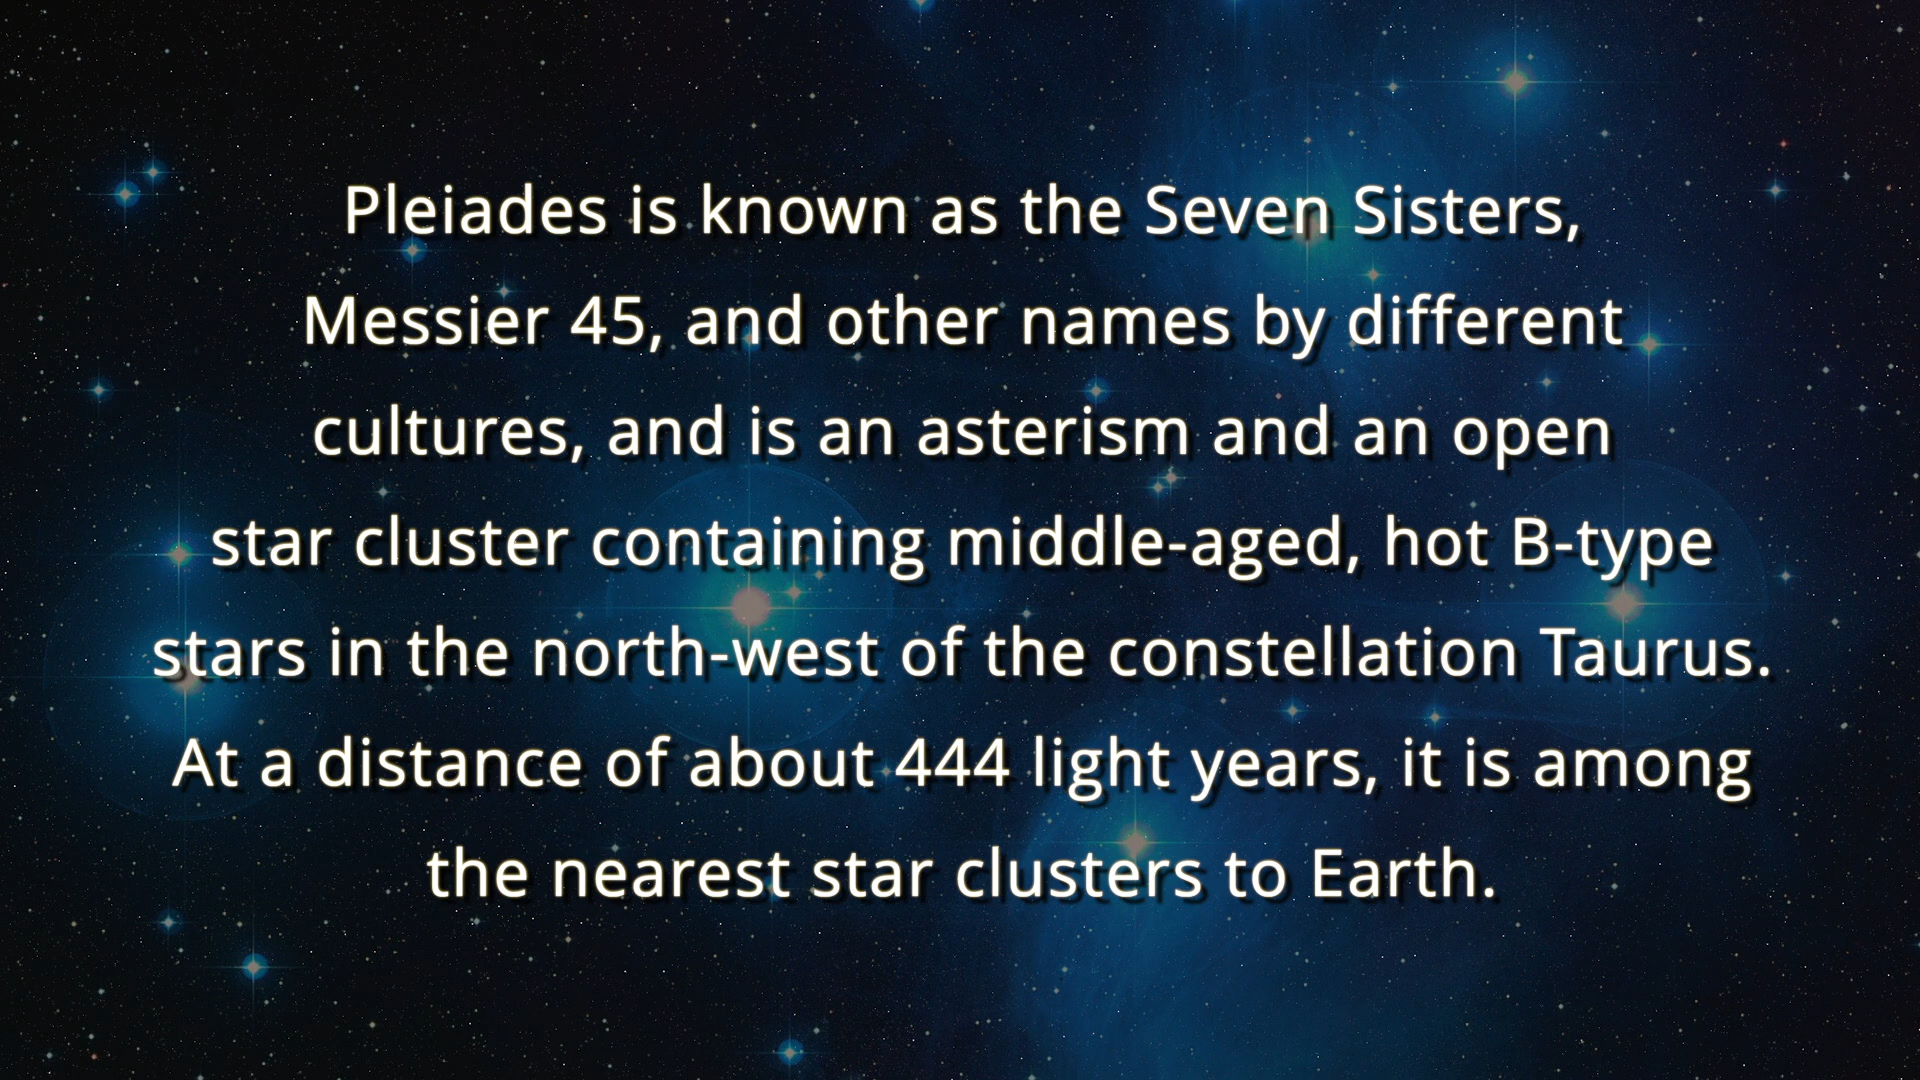 Pleiades is known as the Seven Sisters,
Messier 45, and other names by different
cultures, and is an asterism and an open
star cluster containing middle-aged, hot B-type
stars in the north-west of the constellation Taurus.
At a distance of about 444 light years, it is among
the nearest star clusters to Earth.